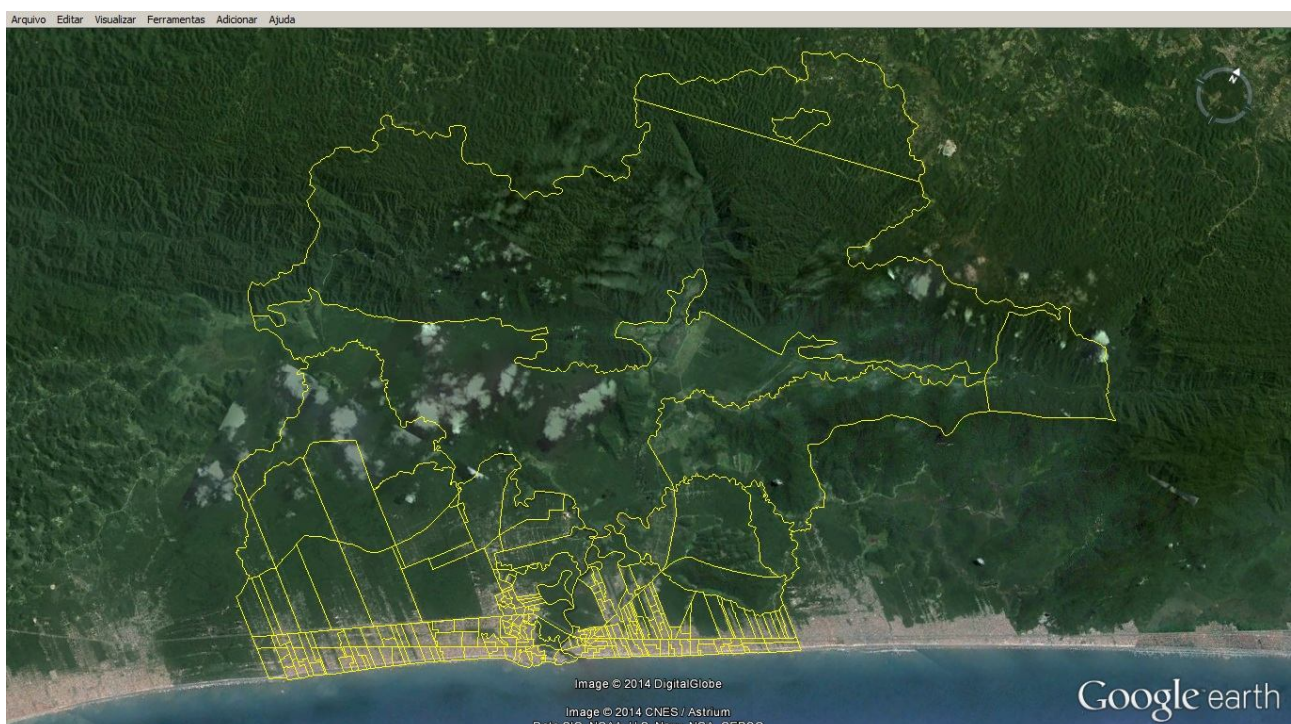 Arquivo Editar Visualizar Ferramentas Adicionar Ajuda
N
Image © 2014 DigitalGlobe
Image © 2014 CNES / Astrium
Google earth